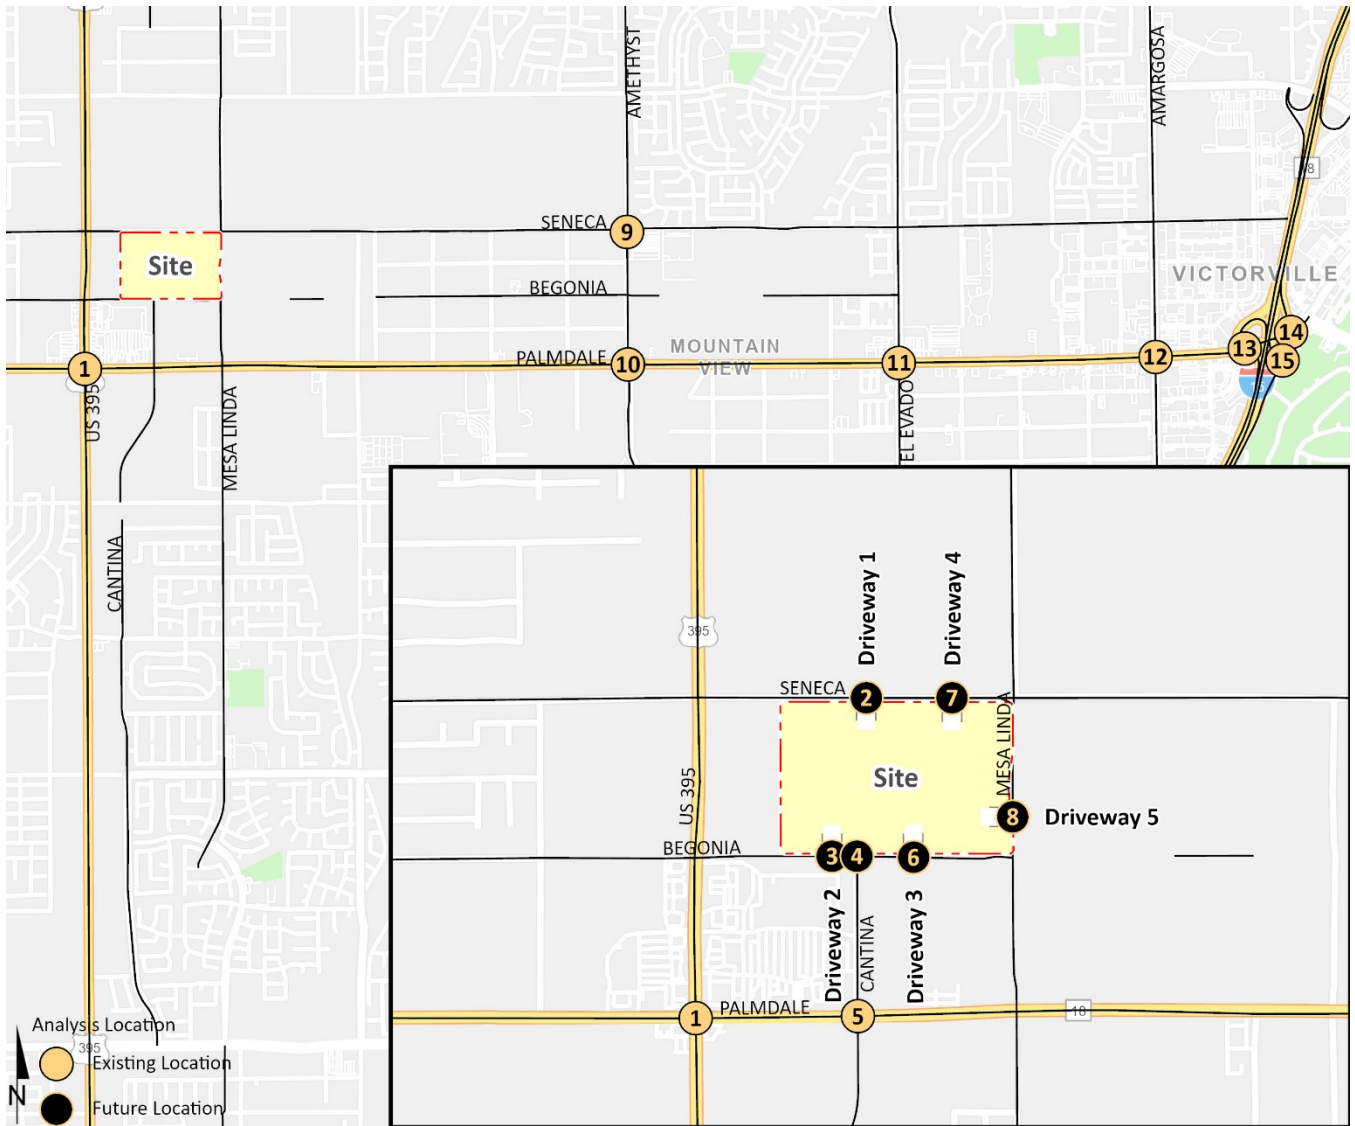 AMETHYST
AMARGOSA
18
SENECA
9
Site
BEGONIA
VICTORVILLE
14
13
15
PALMDALE
1
10
MOUNTAIN
VIEW
11
12
US 395
MESA LINDA
EL EVADO
CANTINA
Driveway 1
Driveway 4
395
SENECA
2
7
MESA LINDA
US 395
Site
8
Driveway 5
BEGONIA
3
4
6
Driveway 2
CANTINA
Driveway 3
1
PALMDALE
5
18
Analysis Location
395
Existing Location
N
Future Location